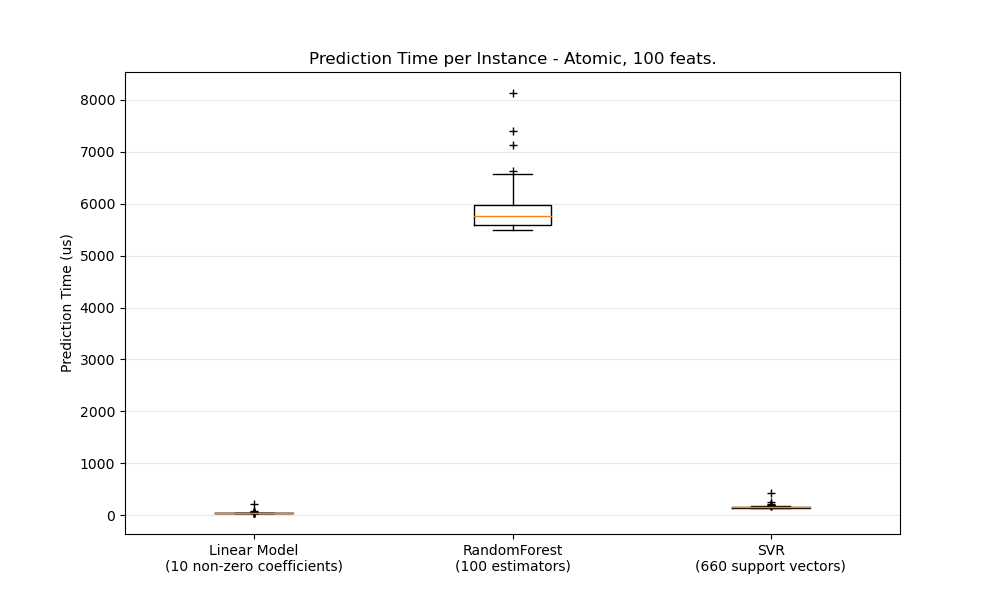 Prediction Time per Instance - Atomic, 100 feats.
Prediction Time (us)
8000
7000
6000
5000
4000
3000
2000
1000
0
Linear Model
(10 non-zero coefficients)
RandomForest
(100 estimators)
SVR
(660 support vectors)